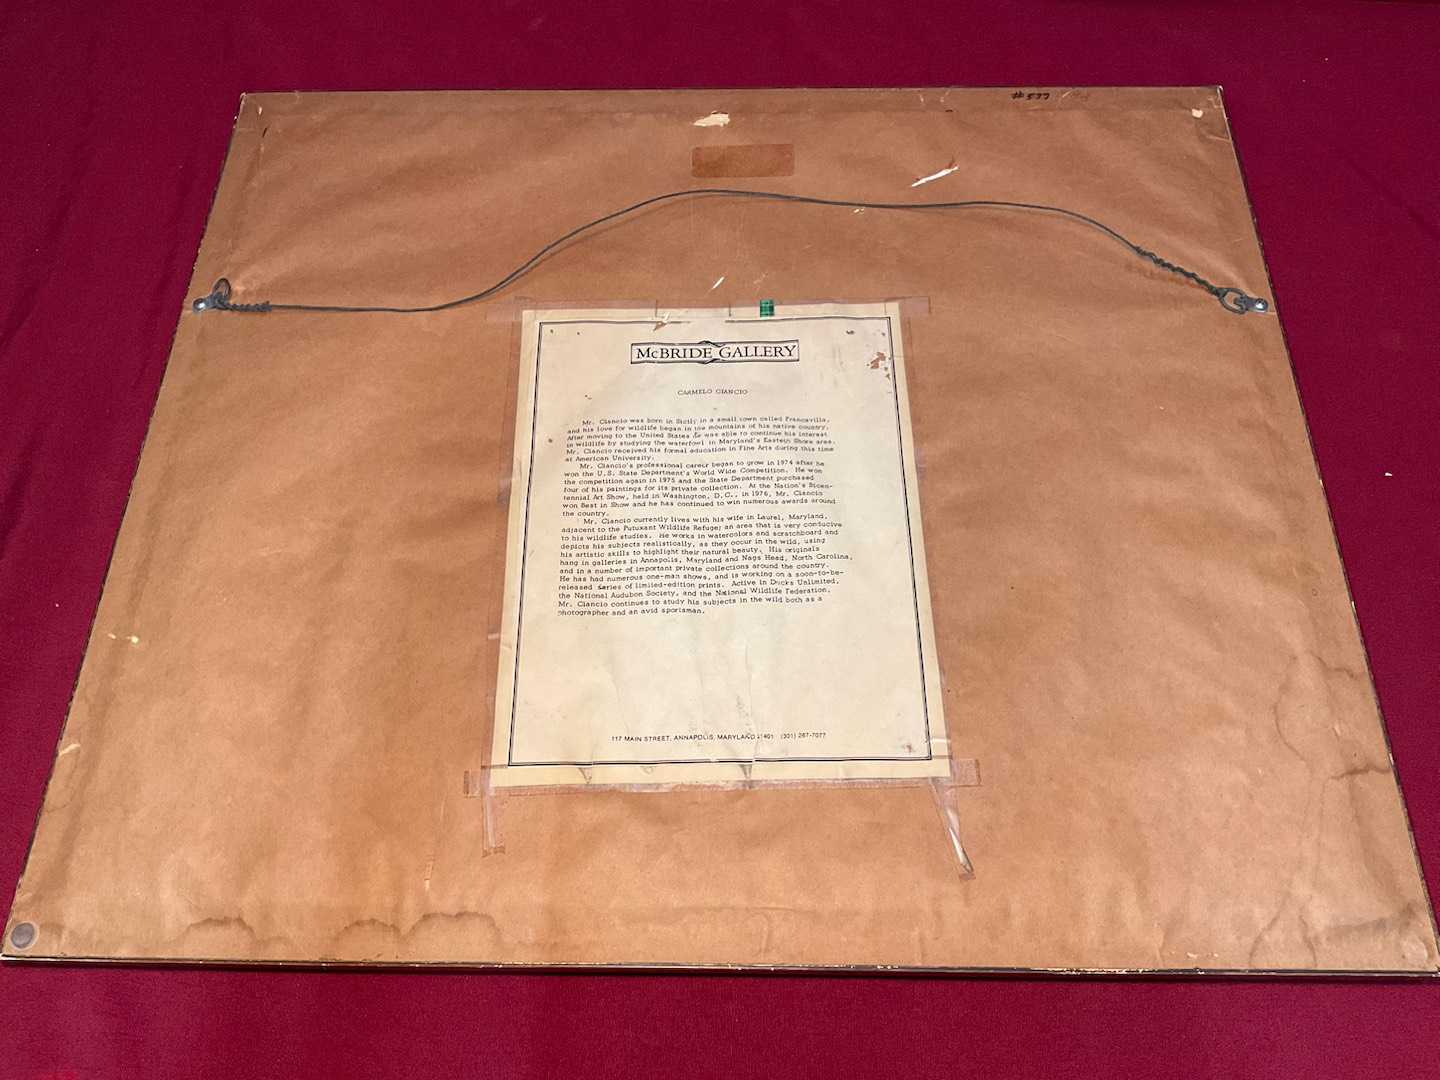 #577
McBRIDE GALLERY
CARMELO CIANCIO
Mr. Ciancio was born in Sicily in a small town called Francavilla,
and his love for wildlife began in the mountains of his native country.
After moving to the United States he was able to continue his interest
in wildlife by studying the waterfowl in Maryland's Eastern Shore area.
Mr. Ciancio received his formal education in Fine Arts during this time
at American University.
Mr. Ciancio's professional career began to grow in 1974 after he
won the U.S. State Department's World Wide Competition. He won
the competition again in 1975 and the State Department purchased
four of his paintings for its private collection. At the Nation's Bicen-
tennial Art Show, held in Washington, D.C., in 1976, Mr. Ciancio
won Best in Show and he has continued to win numerous awards around
the country.
Mr. Ciancio currently lives with his wife in Laurel, Maryland,
adjacent to the Putuxant Wildlife Refuge; an area that is very conducive
to his wildlife studies. He works in watercolors and scratchboard and
depicts his subjects realistically, as they occur in the wild, using
his artistic skills to highlight their natural beauty. His originals
hang in galleries in Annapolis, Maryland and Nags Head, North Carolina,
and in a number of important private collections around the country.
He has had numerous one-man shows, and is working on a soon-to-be-
released series of limited-edition prints. Active in Ducks Unlimited,
the National Audubon Society, and the National Wildlife Federation,
Mr. Ciancio continues to study his subjects in the wild both as a
photographer and an avid sportsman.
117 MAIN STREET, ANNAPOLIS, MARYLAND 21401 (301) 267-7077